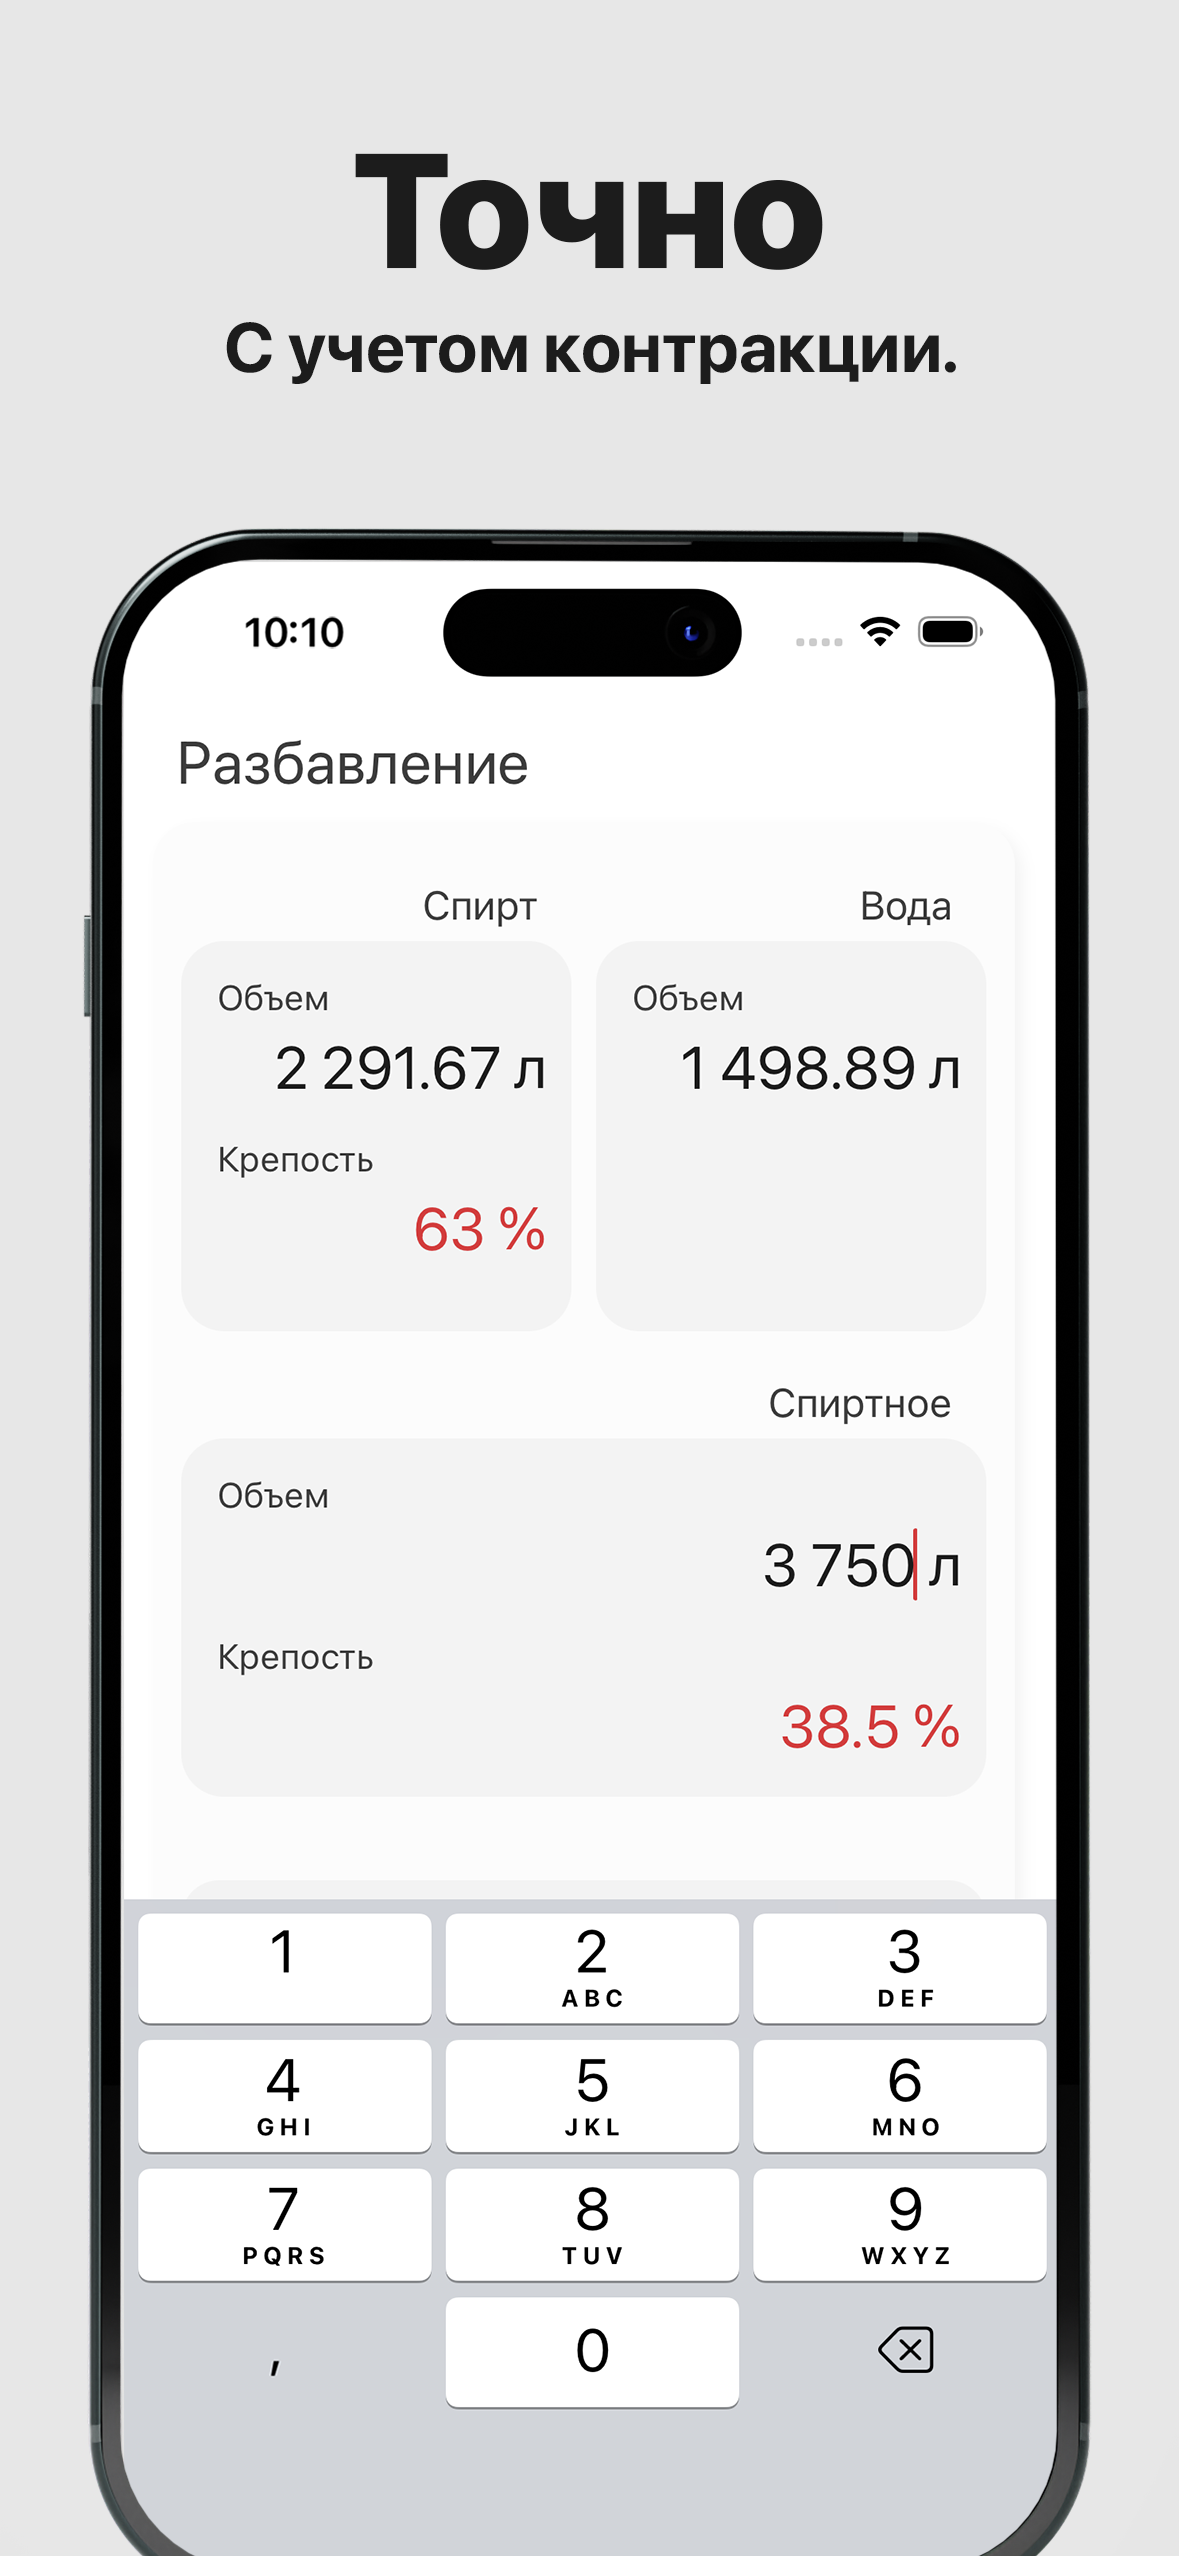 Точно
С учетом контракции.
10:10
Разбавление
Спирт
Вода
Объем
2 291.67 л
Крепость
63 %
Объем
1 498.89 л
Спиртное
Объем
3 750 л
Крепость
38.5 %
1
2
ABC
3
DEF
4
GHI
5
JKL
6
MNO
7
PQRS
8
TUV
9
WXYZ
,
0